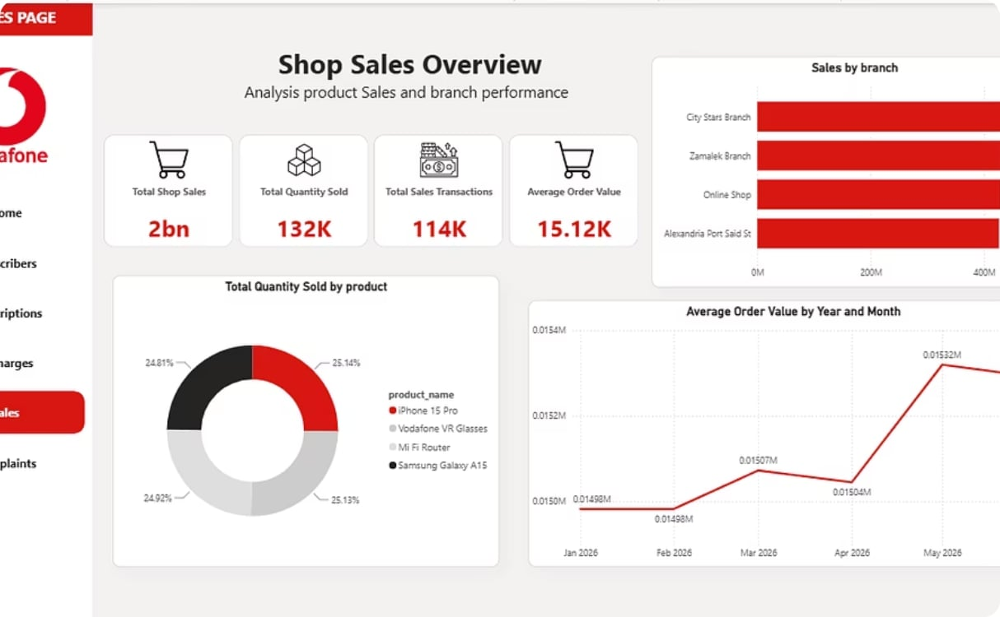 ES PAGE
afone
ome
cribers
riptions
harges
ales
plaints
Shop Sales Overview
Analysis product Sales and branch performance
Total Shop Sales
2bn
Total Quantity Sold
132K
Total Sales Transactions
114K
Average Order Value
15.12K
Sales by branch
City Stars Branch
Zamalek Branch
Online Shop
Alexandria Port Said St
0M 200M 400M
Total Quantity Sold by product
24.81%
25.14%
24.92%
25.13%
product_name
iPhone 15 Pro
Vodafone VR Glasses
Mi Fi Router
Samsung Galaxy A15
Average Order Value by Year and Month
0.0154M
0.0152M
0.0150M
0.01498M
0.01498M
0.01507M
0.01504M
0.01532M
Jan 2026 Feb 2026 Mar 2026 Apr 2026 May 2026